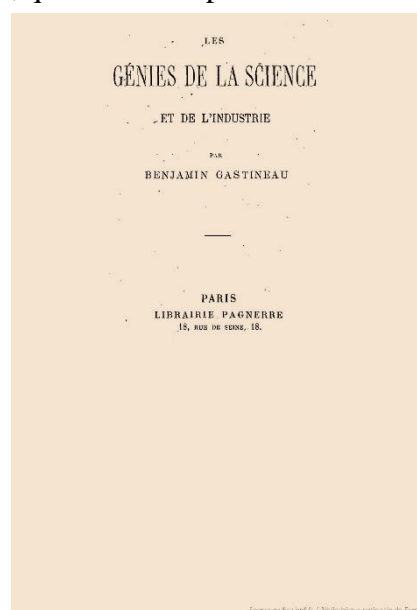 LES
GÉNIES DE LA SCIENCE
ET DE L'INDUSTRIE
PAR
BENJAMIN GASTINEAU
PARIS
LIBRAIRIE PAGNERRE
18, RUE DE SEINE, 18.